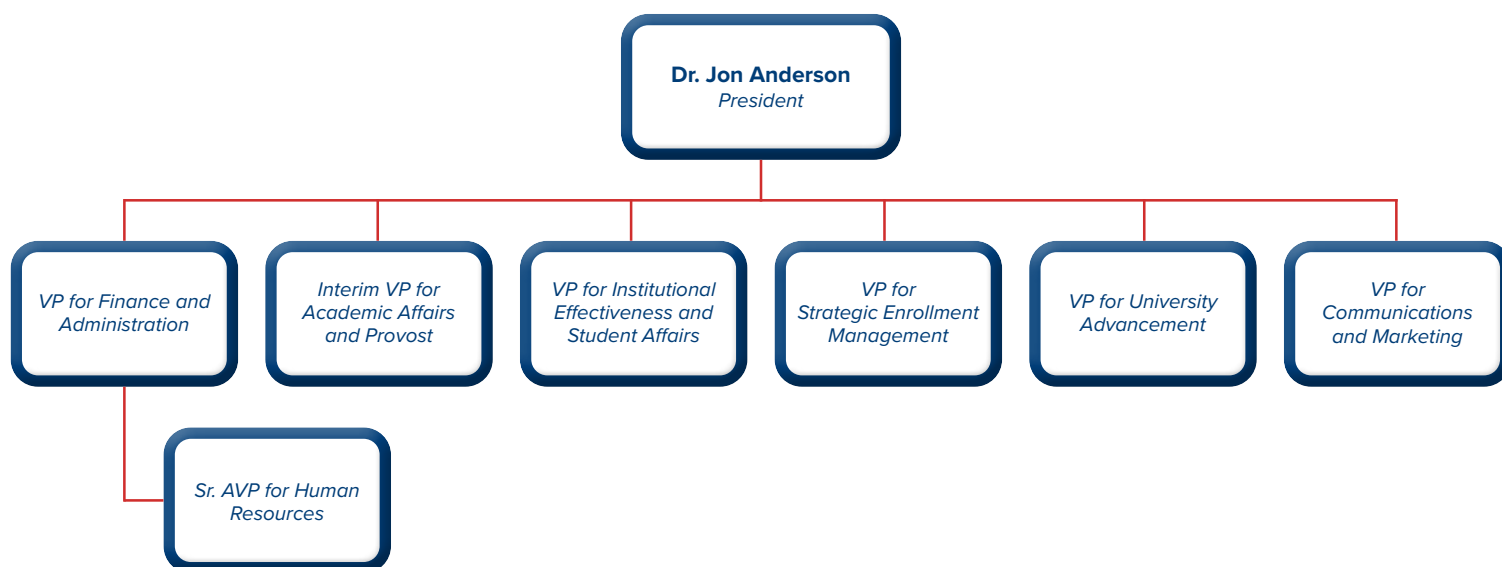 Dr. Jon Anderson
President
VP for Finance and
Administration
Interim VP for
Academic Affairs
and Provost
VP for Institutional
Effectiveness and
Student Affairs
VP for
Strategic Enrollment
Management
VP for University
Advancement
VP for
Communications
and Marketing
Sr. AVP for Human
Resources